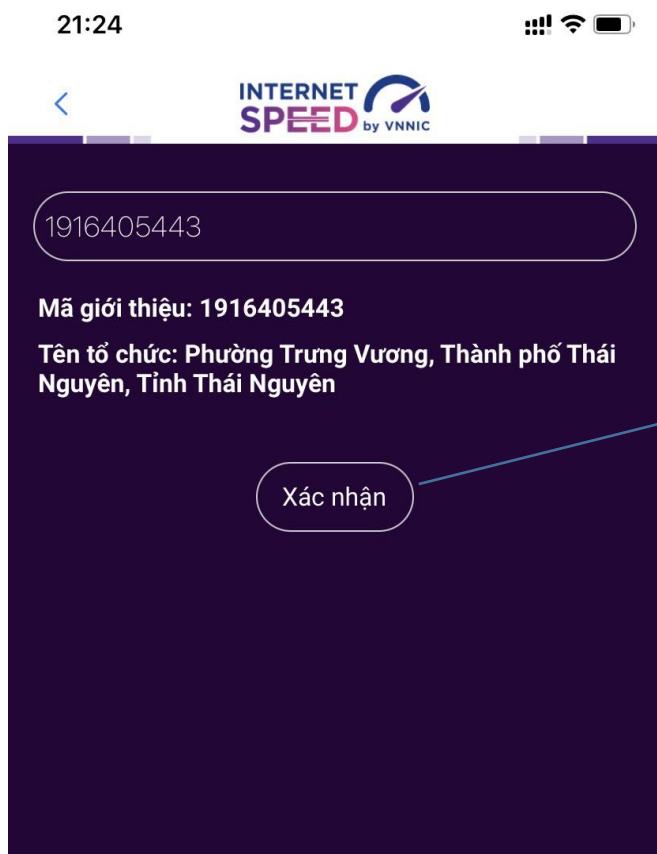 21:24
INTERNET
SPEED by VNNIC
1916405443
Mã giới thiệu: 1916405443
Tên tổ chức: Phường Trưng Vương, Thành phố Thái
Nguyên, Tỉnh Thái Nguyên
Xác nhận